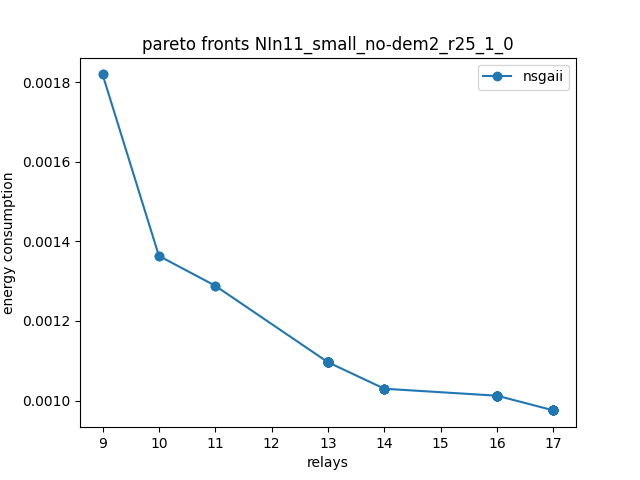 pareto fronts NIn11_small_no-dem2_r25_1_0
nsgaii
energy consumption
0.0018
0.0016
0.0014
0.0012
0.0010
9 10 11 12 13 14 15 16 17
relays